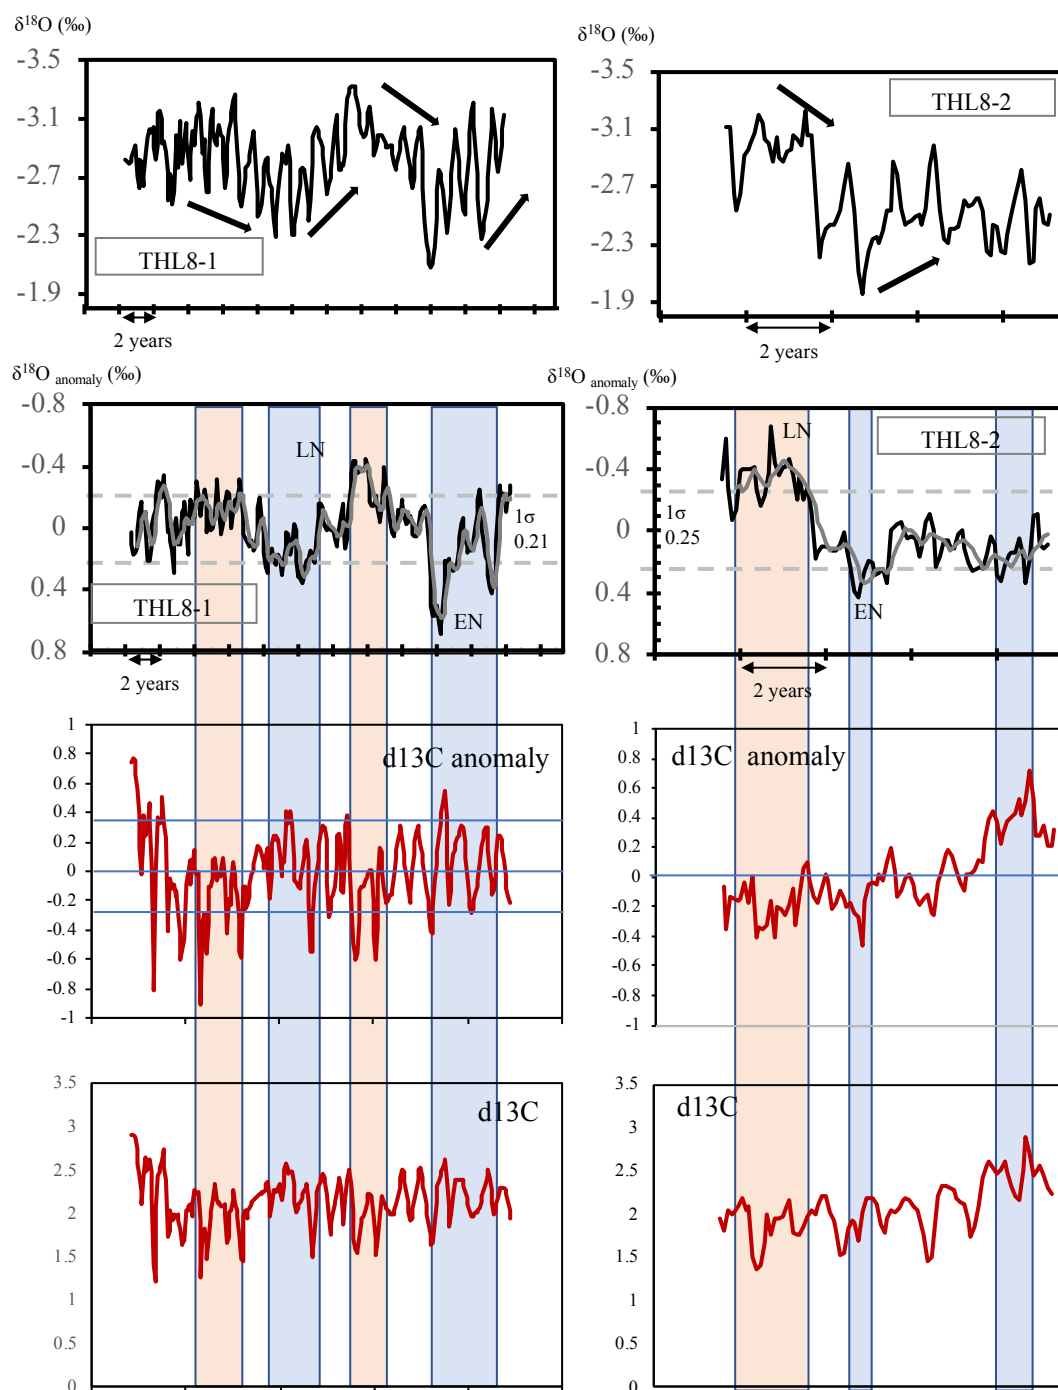 δ¹⁸O (‰)
-3.5
-3.1
-2.7
-2.3
-1.9
THL8-1
2 years
δ¹⁸O (‰)
-3.5
-3.1
-2.7
-2.3
-1.9
THL8-2
2 years
δ¹⁸O anomaly (‰)
-0.8
-0.4
0
0.4
0.8
LN
1σ
0.21
THL8-1
EN
2 years
δ¹⁸O anomaly (‰)
-0.8
-0.4
0
0.4
0.8
LN
THL8-2
1σ
0.25
EN
2 years
1
0.8
0.6
0.4
0.2
0
-0.2
-0.4
-0.6
-0.8
-1
d13C anomaly
1
0.8
0.6
0.4
0.2
0
-0.2
-0.4
-0.6
-0.8
-1
d13C anomaly
3.5
3
2.5
2
1.5
1
0.5
0
d13C
3.5
3
2.5
2
1.5
1
0.5
0
d13C